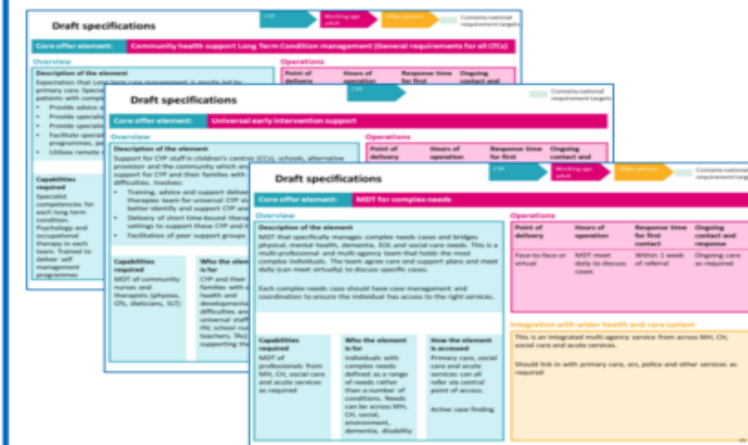 Draft specifications
CYP
Working age adult
Older person
Contains national requirement targets
Core offer element: Community health support Long Term Condition management (General requirements for all LTCs)
Overview
Operations
Description of the element
Expectation that Long term care management is mostly led by
primary care.
patients with
Provide advice
Provide
Provide
Facilitate
programmes,
Utilises remote
Point of delivery
Hours of operation
Response time for first
Ongoing contact and
Capabilities required
Specialist
competencies for
each long term
condition.
Psychology and
occupational
therapy in each
team. Trained to
deliver self
management
programmes
Draft specifications
CYP
Contains national requirement targets
Core offer element: Universal early intervention support
Overview
Operations
Description of the element
Support for CYP staff in children's centres (CCs), schools, alternative
provision and the community which
support for CYP and their families with
difficulties. Involves:
Training, advice and support
therapies team for universal CYP
better identify and support CYP
Delivery of short time-bound
settings to support these CYP and
Facilitation of peer support groups
Point of delivery
Hours of operation
Response time for first
Ongoing contact and
Capabilities required
MDT of
community
nurses and
therapists (physios,
OTs, dieticians, SLT)
Who the
is for
CYP and their
families with
health and
developmental
difficulties and
universal staff
HV, school
teachers, TAs)
supporting
Draft specifications
CYP
Working age adult
Older person
Contains national requirement
Core offer element: MDT for complex needs
Overview
Operations
Description of the element
MDT that specifically manages complex needs cases and bridges
physical, mental health, dementia, EOL and social care needs. This is a
multi-professional and multi-agency team that holds the most
complex individuals. The team agree care and support plans and meet
daily (can meet virtually) to discuss specific cases.
Each complex needs case should have case management and
coordination to ensure the individual has access to the right services.
Point of delivery
Hours of operation
Response time for first contact
Ongoing contact and response
Face-to-face or virtual
MDT meet daily to discuss cases
Within 1 week of referral
Ongoing care as required
Capabilities required
MDT of
professionals from
MH, CH, social care
and acute services
as required
Who the element is for
Individuals with
complex needs
defined as a range
of needs rather
than a number of
conditions. Needs
can be across MH,
CH, social,
environment,
dementia, disability
How the element is accessed
Primary care, social
care and acute
services can all
refer via central
point of access.
Active case finding
Integration with wider health and care system
This is an integrated multi-agency service from across MH, CH,
social care and acute services.
Should link in with primary care, vcs, police and other services as
required